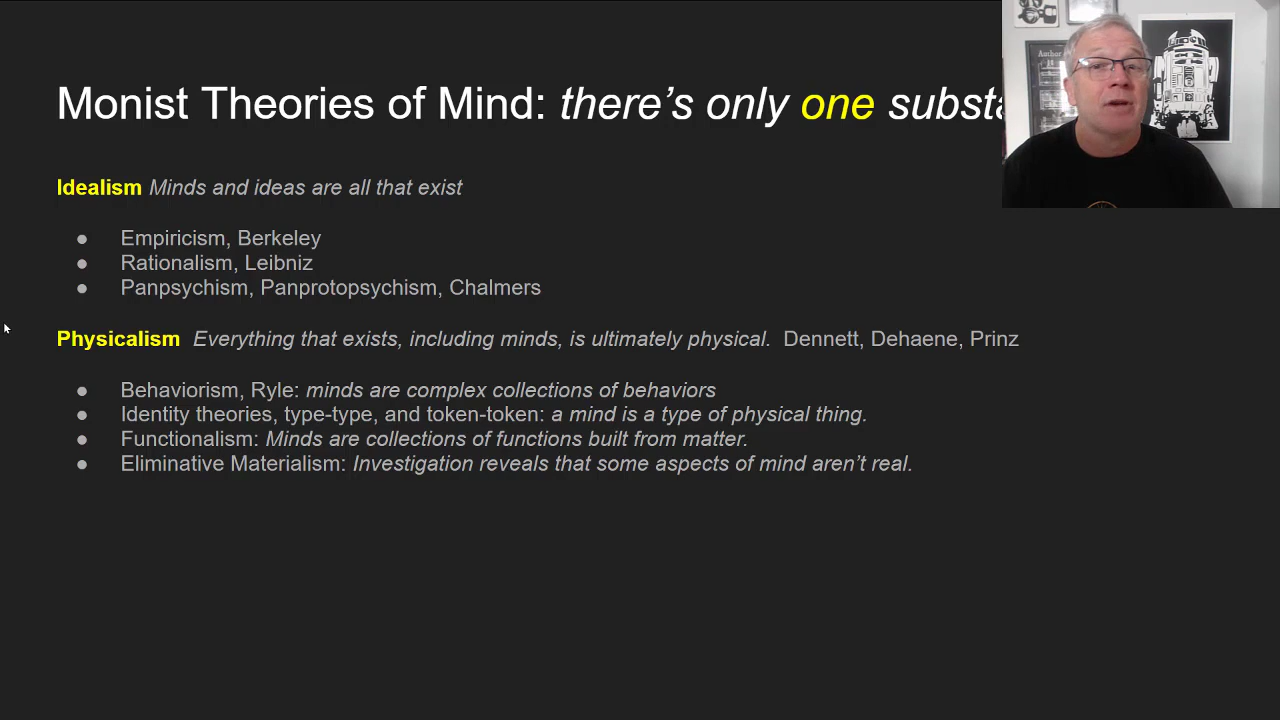 Monist Theories of Mind: there's only one
Author
Idealism Minds and ideas are all that exist
● Empiricism, Berkeley
● Rationalism, Leibniz
● Panpsychism, Panprotopsychism, Chalmers
Physicalism Everything that exists, including minds, is ultimately physical. Dennett, Dehaene, Prinz
● Behaviorism, Ryle: minds are complex collections of behaviors
● Identity theories, type-type, and token-token: a mind is a type of physical thing.
● Functionalism: Minds are collections of functions built from matter.
● Eliminative Materialism: Investigation reveals that some aspects of mind aren't real.